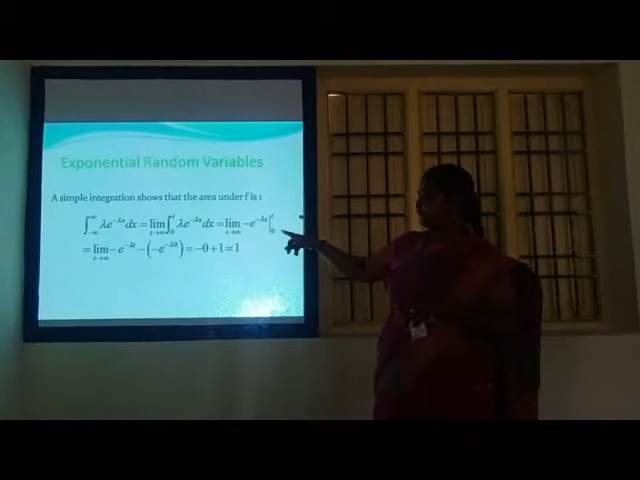 Exponential Random Variables
A simple integration shows that the area under f is 1
∫_{-∞}^{∞} λe^{-λx}dx = lim_{t→∞} ∫_0^t λe^{-λx}dx = lim_{t→∞} -e^{-λx}|_0^t
= lim_{t→∞} -e^{-λt} - (-e^{-λ0}) = -0+1 = 1